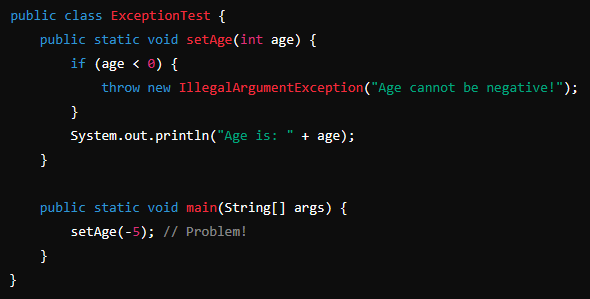 public class ExceptionTest {
    public static void setAge(int age) {
        if (age < 0) {
            throw new IllegalArgumentException("Age cannot be negative!");
        }
        System.out.println("Age is: " + age);
    }

    public static void main(String[] args) {
        setAge(-5); // Problem!
    }
}